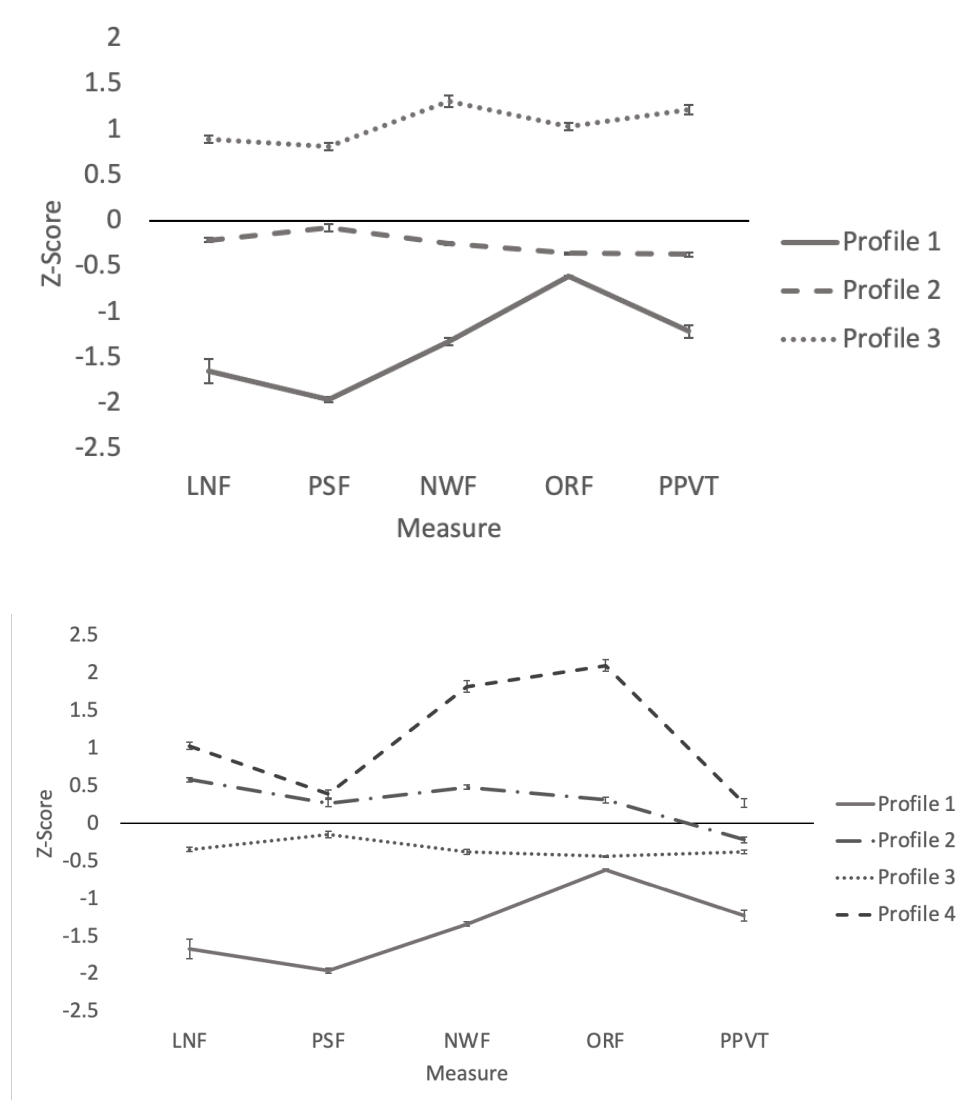 2
1.5
1
0.5
0
-0.5
-1
-1.5
-2
-2.5
Z-Score
LNF PSF NWF ORF PPVT
Measure
Profile 1
Profile 2
Profile 3
2.5
2
1.5
1
0.5
0
-0.5
-1
-1.5
-2
-2.5
Z-Score
LNF PSF NWF ORF PPVT
Measure
Profile 1
Profile 2
Profile 3
Profile 4